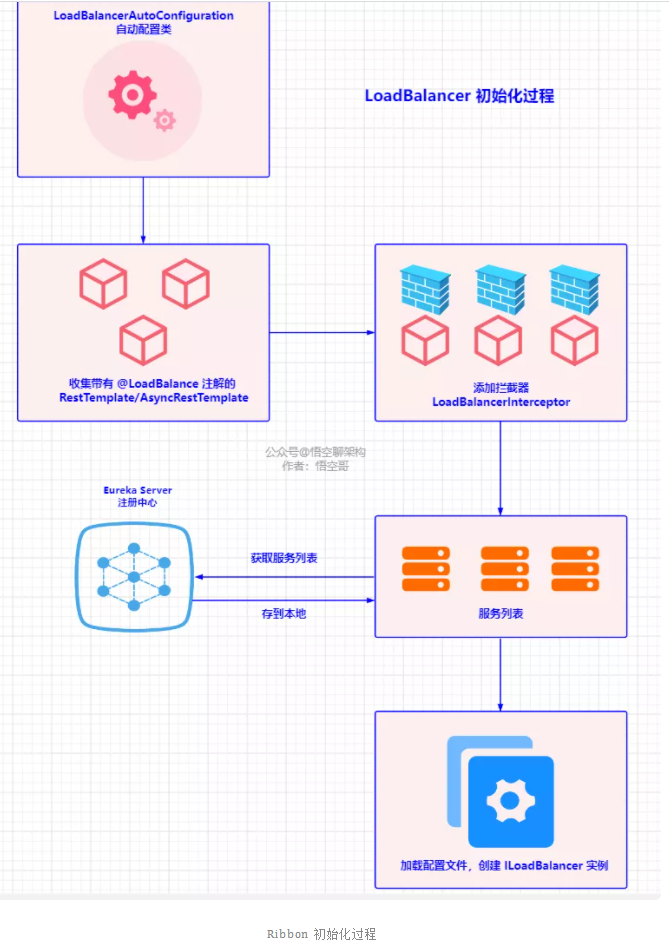 LoadBalancerAutoConfiguration
自动配置类
LoadBalancer 初始化过程
收集带有 @LoadBalance 注解的
RestTemplate/AsyncRestTemplate
添加拦截器
LoadBalancerInterceptor
公众号@悟空聊架构
作者：悟空哥
Eureka Server
注册中心
获取服务列表
存到本地
服务列表
加载配置文件，创建 ILoadBalancer 实例
Ribbon 初始化过程